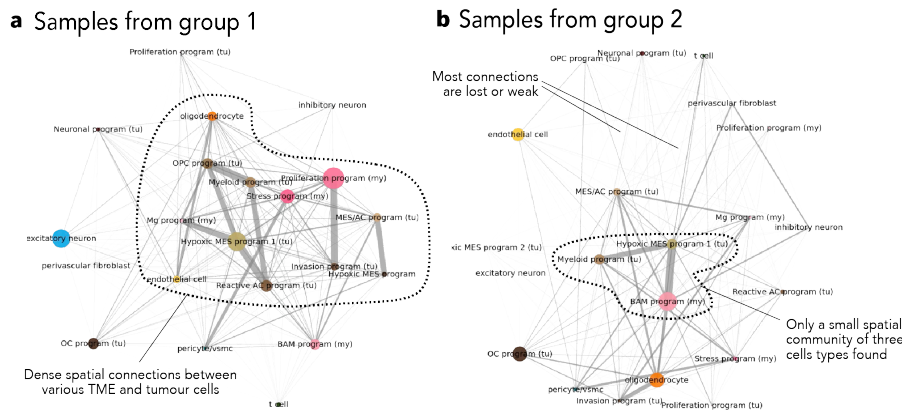 a Samples from group 1
Proliferation program (tu)
inhibitory neuron
oligodendrocyte
Neuronal program (tu)
OPC program (tu)
Myeloid program (tu)
Proliferation program (my)
Stress program (my)
Mg program (my)
MES/AC program (tu)
excitatory neuron
Hypoxic MES program 1 (tu)
perivascular fibroblast
Invasion program (tu)
Hypoxic MES program
endothelial cell
Reactive AC program (tu)
OC program (tu)
pericyte/vsmc
BAM program (my)
Dense spatial connections between
various TME and tumour cells
t cell
b Samples from group 2
Neuronal program (tu)
OPC program (tu)
t cell
Most connections
are lost or weak
perivascular fibroblast
endothelial cell
Proliferation program (my)
MES/AC program (tu)
Mg program (my)
inhibitory neuron
xic MES program 2 (tu)
Hypoxic MES program 1 (tu)
Myeloid program (tu)
excitatory neuron
Reactive AC program (tu)
BAM program (my)
Only a small spatial
community of three
cells types found
OC program (tu)
Stress program (my)
oligodendrocyte
pericyte/vsmc
Invasion program (tu)
Proliferation program (tu)